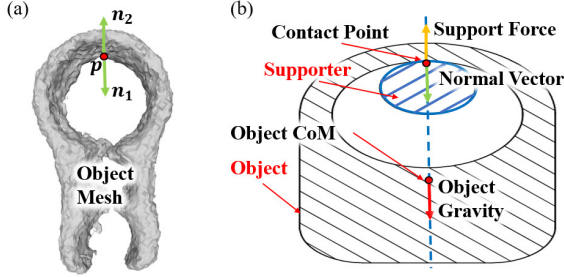 (a)
n₂
p
n₁
Object
Mesh
(b)
Contact Point
Support Force
Supporter
Normal Vector
Object CoM
Object
Object
Gravity